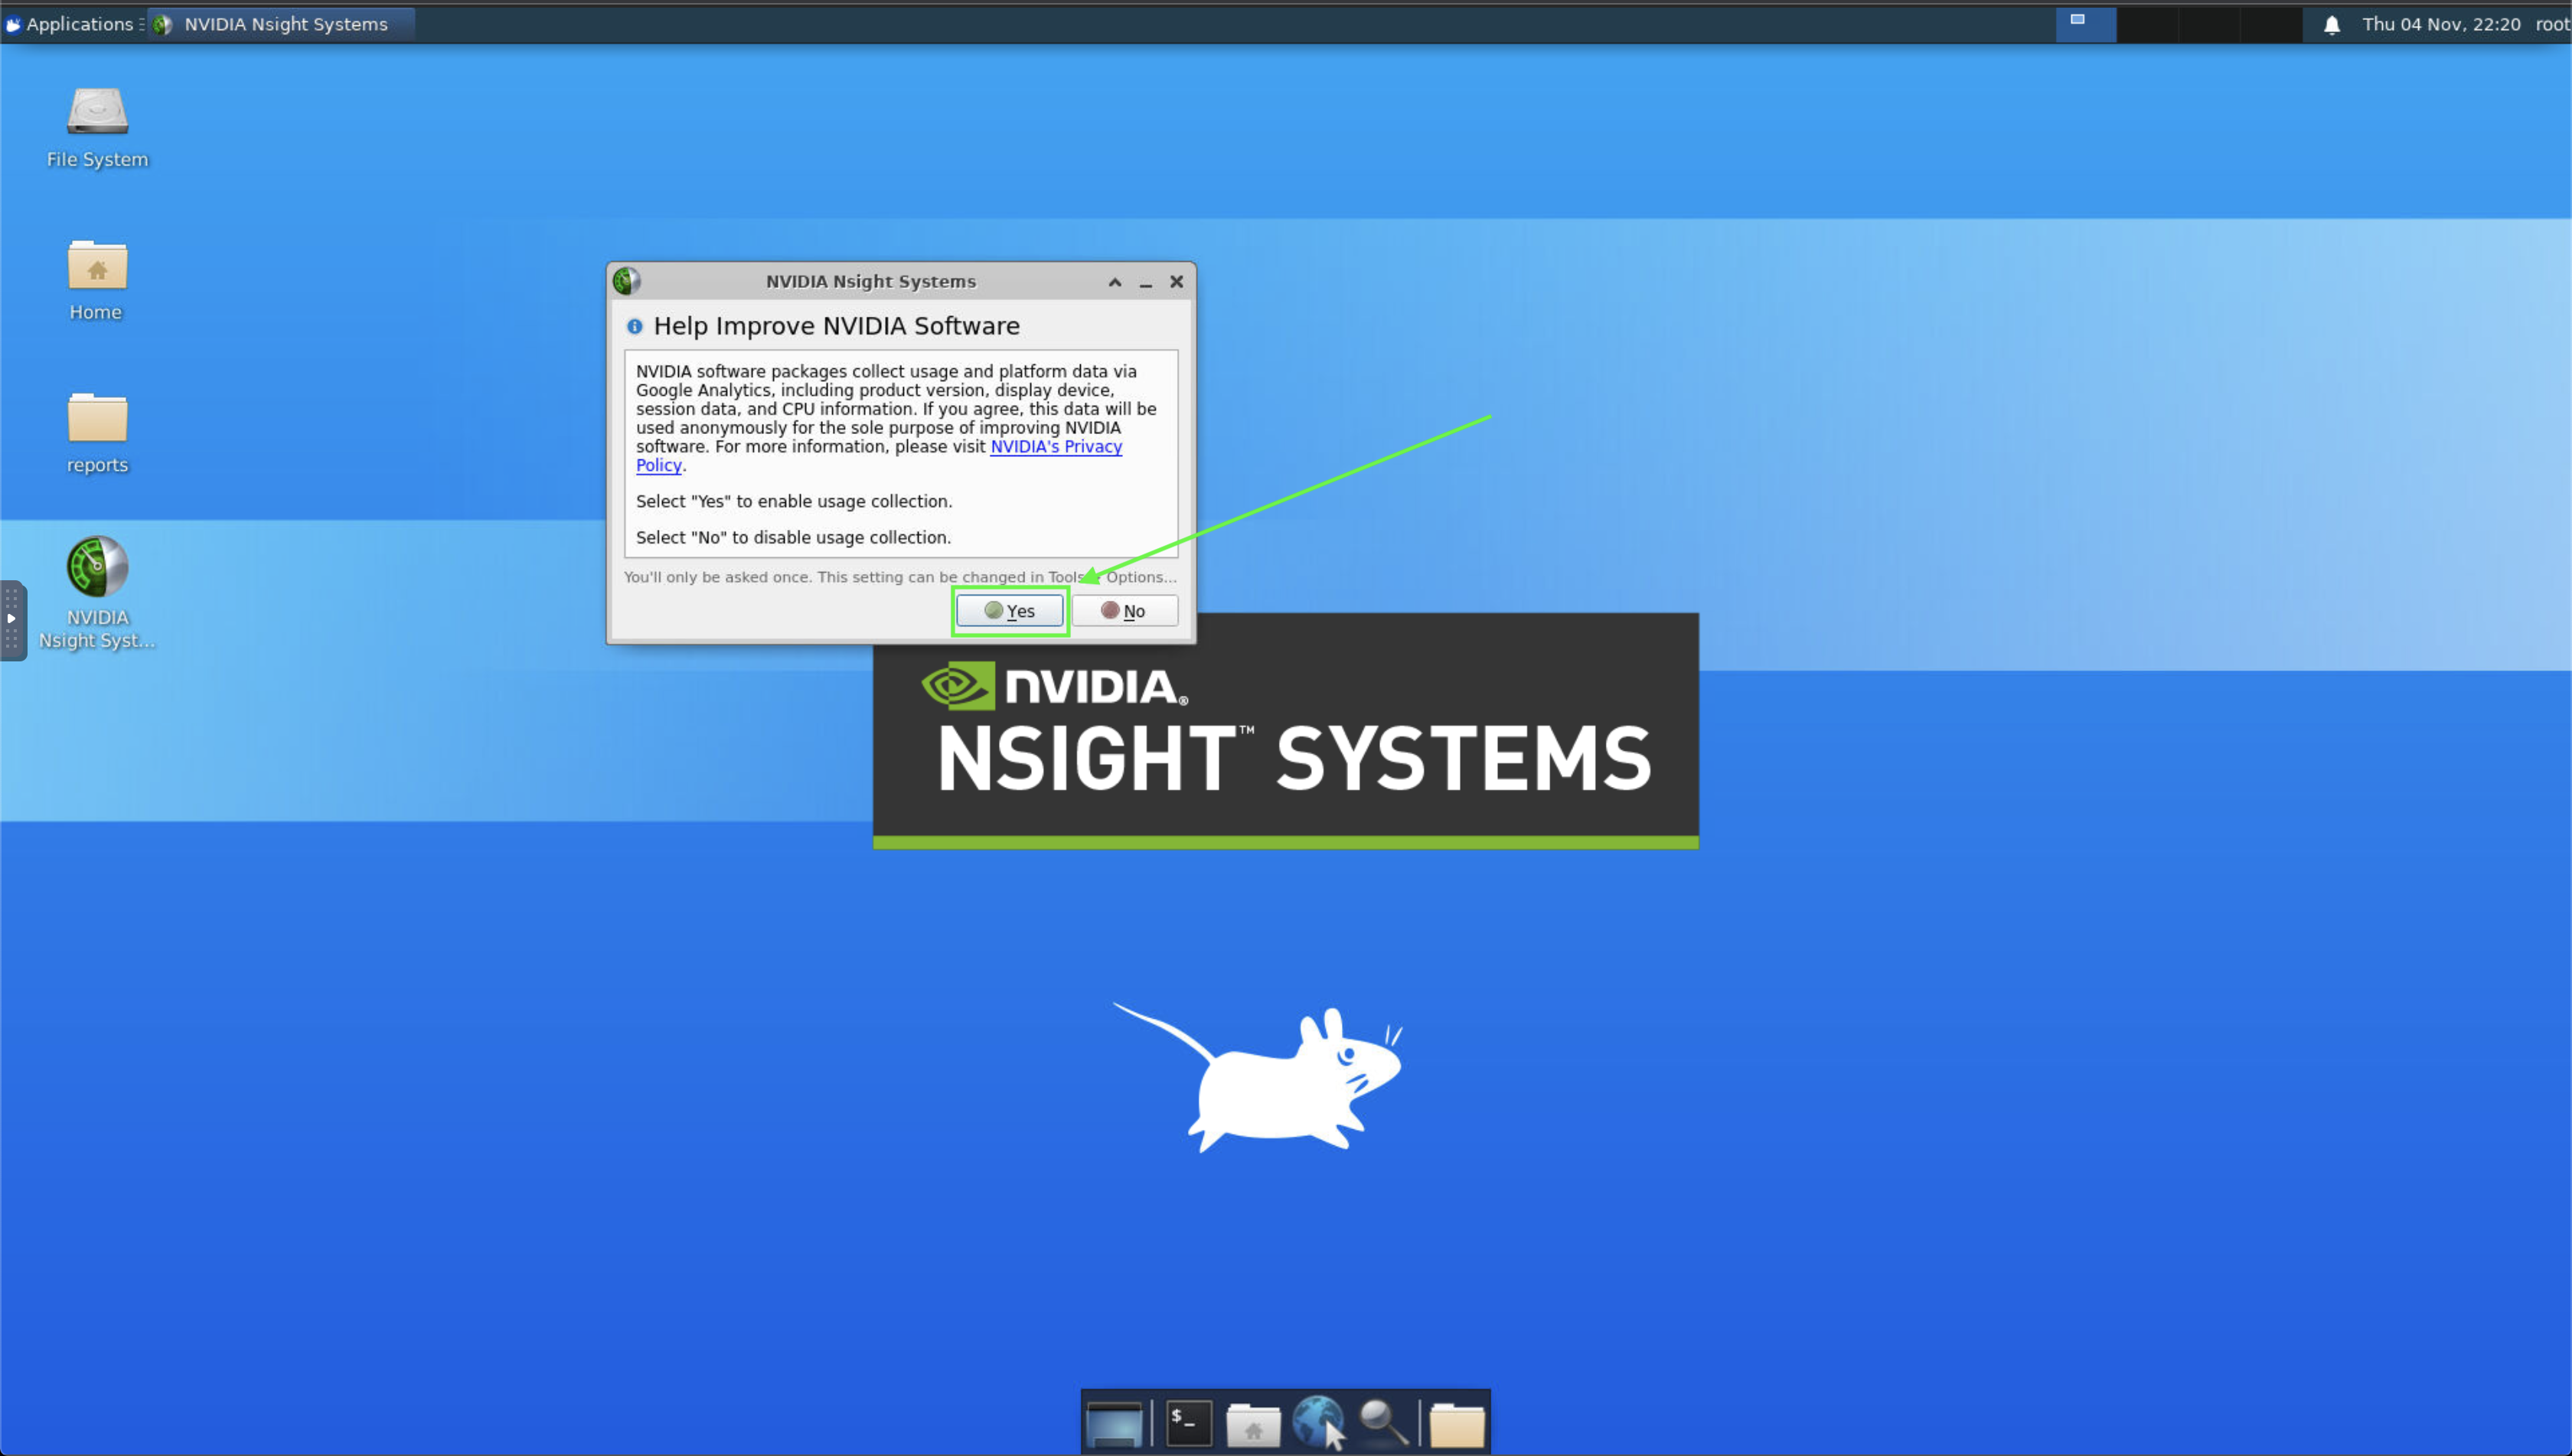 Applications
NVIDIA Nsight Systems
Thu 04 Nov, 22:20
root
File System
Home
reports
NVIDIA
Nsight Syst...
NVIDIA Nsight Systems
Help Improve NVIDIA Software
NVIDIA software packages collect usage and platform data via
Google Analytics, including product version, display device,
session data, and CPU information. If you agree, this data will be
used anonymously for the sole purpose of improving NVIDIA
software. For more information, please visit NVIDIA's Privacy
Policy.
Select "Yes" to enable usage collection.
Select "No" to disable usage collection.
You'll only be asked once. This setting can be changed in Tools Options...
Yes
No
NVIDIA®
NSIGHT™ SYSTEMS
$_